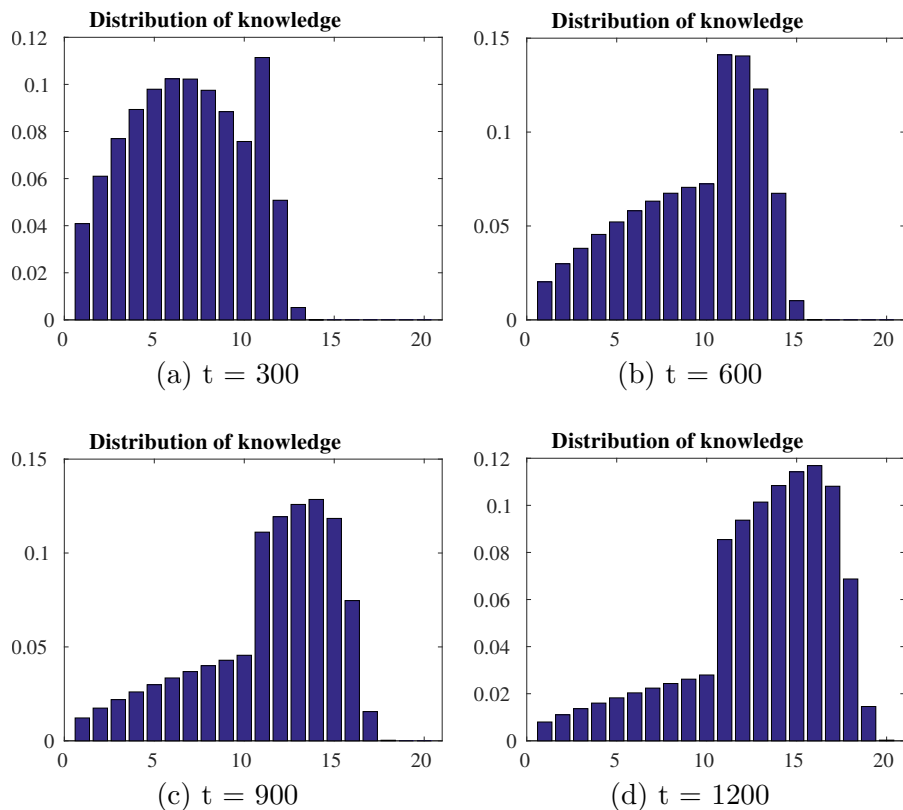 Distribution of knowledge
0.12
0.1
0.08
0.06
0.04
0.02
0
0 5 10 15 20
(a) t = 300
Distribution of knowledge
0.15
0.1
0.05
0
0 5 10 15 20
(b) t = 600
Distribution of knowledge
0.15
0.1
0.05
0
0 5 10 15 20
(c) t = 900
Distribution of knowledge
0.12
0.1
0.08
0.06
0.04
0.02
0
0 5 10 15 20
(d) t = 1200